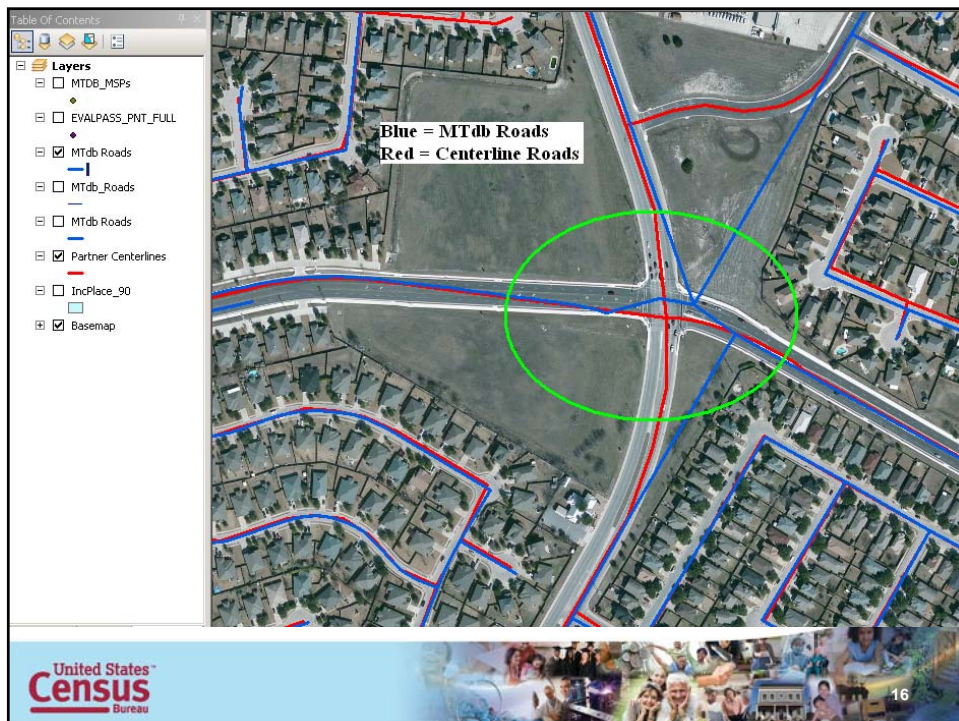 Table Of Contents
Layers
MTDB_MSPs
EVALPASS_PNT_FULL
MTdb Roads
MTdb_Roads
MTdb Roads
Partner Centerlines
IncPlace_90
Basemap
Blue = MTdb Roads
Red = Centerline Roads
United States™
Census
Bureau
16